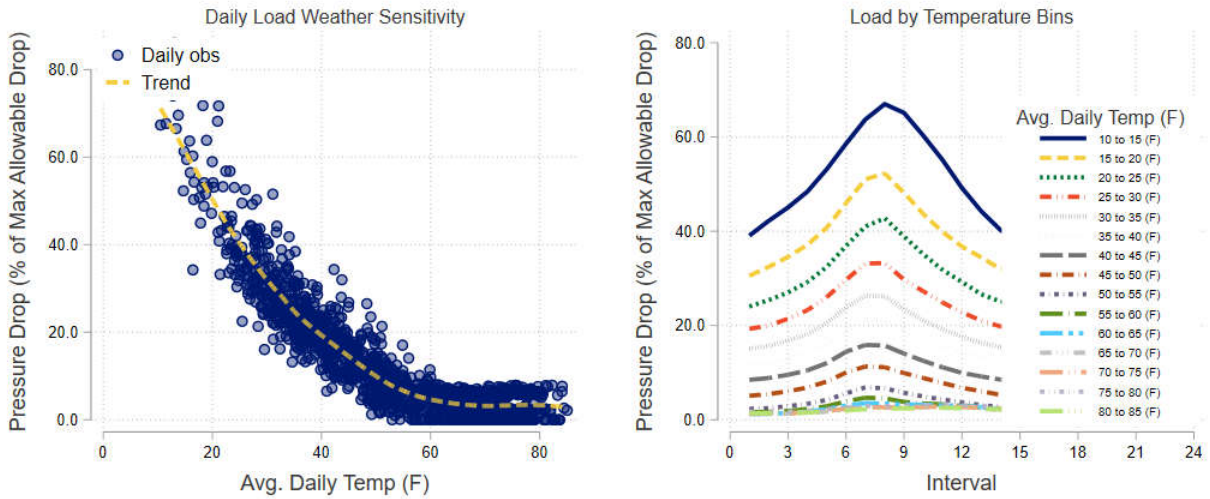 Daily Load Weather Sensitivity
Pressure Drop (% of Max Allowable Drop)
Daily obs
Trend
80.0
60.0
40.0
20.0
0.0
0 20 40 60 80
Avg. Daily Temp (F)
Load by Temperature Bins
Pressure Drop (% of Max Allowable Drop)
80.0
60.0
40.0
20.0
0.0
Avg. Daily Temp (F)
10 to 15 (F)
15 to 20 (F)
20 to 25 (F)
25 to 30 (F)
30 to 35 (F)
35 to 40 (F)
40 to 45 (F)
45 to 50 (F)
50 to 55 (F)
55 to 60 (F)
60 to 65 (F)
65 to 70 (F)
70 to 75 (F)
75 to 80 (F)
80 to 85 (F)
0 3 6 9 12 15 18 21 24
Interval